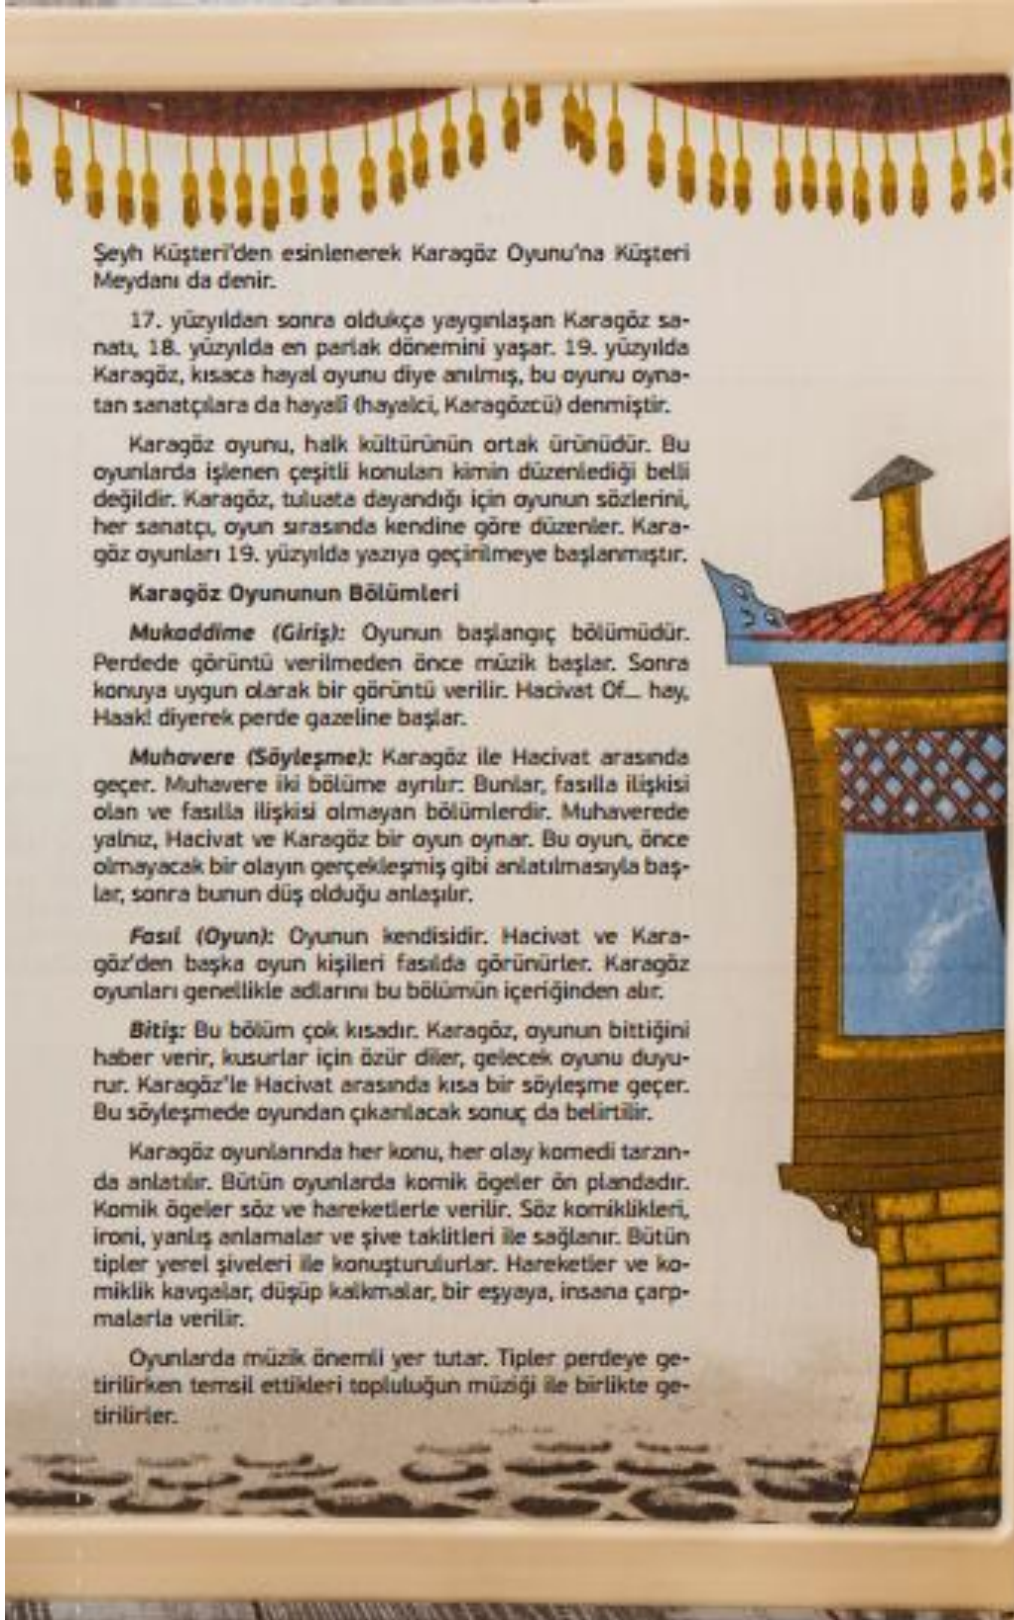 Şeyh Küşteri'den esinlenerek Karagöz Oyunu'na Küşteri
Meydanı da denir.
17. yüzyıldan sonra oldukça yaygınlaşan Karagöz sa-
natı, 18. yüzyılda en parlak dönemini yaşar. 19. yüzyılda
Karagöz, kısaca hayal oyunu diye anılmış, bu oyunu oyna-
tan sanatçılara da hayalî (hayalci, Karagözcü) denmiştir.
Karagöz oyunu, halk kültürünün ortak ürünüdür. Bu
oyunlarda işlenen çeşitli konuları kimin düzenlediği belli
değildir. Karagöz, tuluata dayandığı için oyunun sözlerini,
her sanatçı, oyun sırasında kendine göre düzenler. Kara-
göz oyunları 19. yüzyılda yazıya geçirilmeye başlanmıştır.
Karagöz Oyununun Bölümleri
Mukaddime (Giriş): Oyunun başlangıç bölümüdür.
Perdede görüntü verilmeden önce müzik başlar. Sonra
konuya uygun olarak bir görüntü verilir. Hacivat Of... hay,
Haak! diyerek perde gazeline başlar.
Muhavere (Söyleşme): Karagöz ile Hacivat arasında
geçer. Muhavere iki bölüme ayrılır: Bunlar, fasılla ilişkisi
olan ve fasılla ilişkisi olmayan bölümlerdir. Muhaverede
yalnız, Hacivat ve Karagöz bir oyun oynar. Bu oyun, önce
olmayacak bir olayın gerçekleşmiş gibi anlatılmasıyla baş-
lar, sonra bunun düş olduğu anlaşılır.
Fasıl (Oyun): Oyunun kendisidir. Hacivat ve Kara-
göz'den başka oyun kişileri fasılda görünürler. Karagöz
oyunları genellikle adlarını bu bölümün içeriğinden alır.
Bitiş: Bu bölüm çok kısadır. Karagöz, oyunun bittiğini
haber verir, kusurlar için özür diler, gelecek oyunu duyu-
rur. Karagöz'le Hacivat arasında kısa bir söyleşme geçer.
Bu söyleşmede oyundan çıkarılacak sonuç da belirtilir.
Karagöz oyunlarında her konu, her olay komedi tarzın-
da anlatılır. Bütün oyunlarda komik ögeler ön plandadır.
Komik ögeler söz ve hareketlerle verilir. Söz komiklikleri,
ironi, yanlış anlamalar ve şive taklitleri ile sağlanır. Bütün
tipler yerel şiveleri ile konuşturulurlar. Hareketler ve ko-
miklik kavgalar, düşüp kalkmalar, bir eşyaya, insana çarp-
malarla verilir.
Oyunlarda müzik önemli yer tutar. Tipler perdeye ge-
tirilirken temsil ettikleri topluluğun müziği ile birlikte ge-
tirilirler.